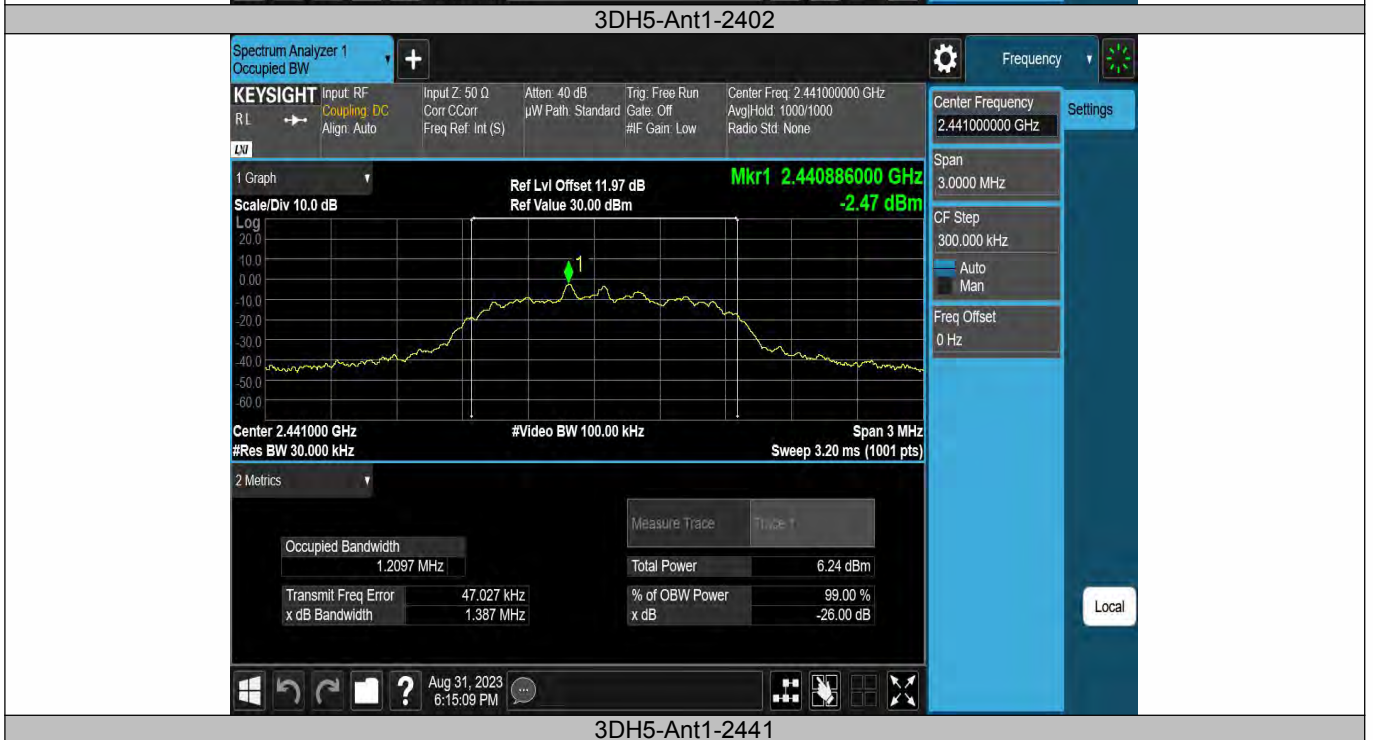 3DH5-Ant1-2402
Spectrum Analyzer 1
Occupied BW
+
Frequency
KEYSIGHT
RL
LXI
Input: RF
Coupling: DC
Align: Auto
Input Z: 50 Ω
Corr CCorr
Freq Ref: Int (S)
Atten: 40 dB
µW Path: Standard
Trig: Free Run
Gate: Off
#IF Gain: Low
Center Freq: 2.441000000 GHz
Avg|Hold: 1000/1000
Radio Std: None
Center Frequency
2.441000000 GHz
Settings
Span
3.0000 MHz
CF Step
300.000 kHz
Auto
Man
Freq Offset
0 Hz
1 Graph
Scale/Div 10.0 dB
Ref Lvl Offset 11.97 dB
Ref Value 30.00 dBm
Mkr1 2.440886000 GHz
-2.47 dBm
Log
20.0
10.0
0.00
-10.0
-20.0
-30.0
-40.0
-50.0
-60.0
1
Center 2.441000 GHz
#Res BW 30.000 kHz
#Video BW 100.00 kHz
Span 3 MHz
Sweep 3.20 ms (1001 pts)
2 Metrics
Measure Trace
Trace 1
Occupied Bandwidth
1.2097 MHz
Total Power 6.24 dBm
Transmit Freq Error 47.027 kHz
% of OBW Power 99.00 %
x dB Bandwidth 1.387 MHz
x dB -26.00 dB
Local
?
Aug 31, 2023
6:15:09 PM
3DH5-Ant1-2441